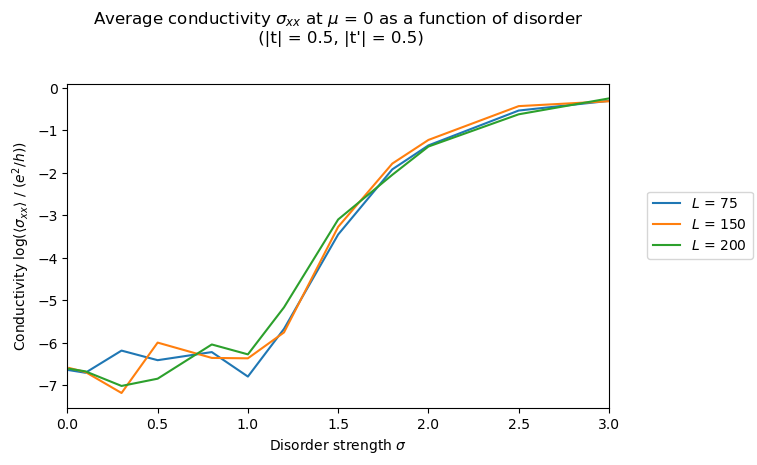 Average conductivity σxx at μ = 0 as a function of disorder
(|t| = 0.5, |t'| = 0.5)
Conductivity log(⟨σxx⟩ / (e²/h))
0
−1
−2
−3
−4
−5
−6
−7
0.0 0.5 1.0 1.5 2.0 2.5 3.0
Disorder strength σ
L = 75
L = 150
L = 200